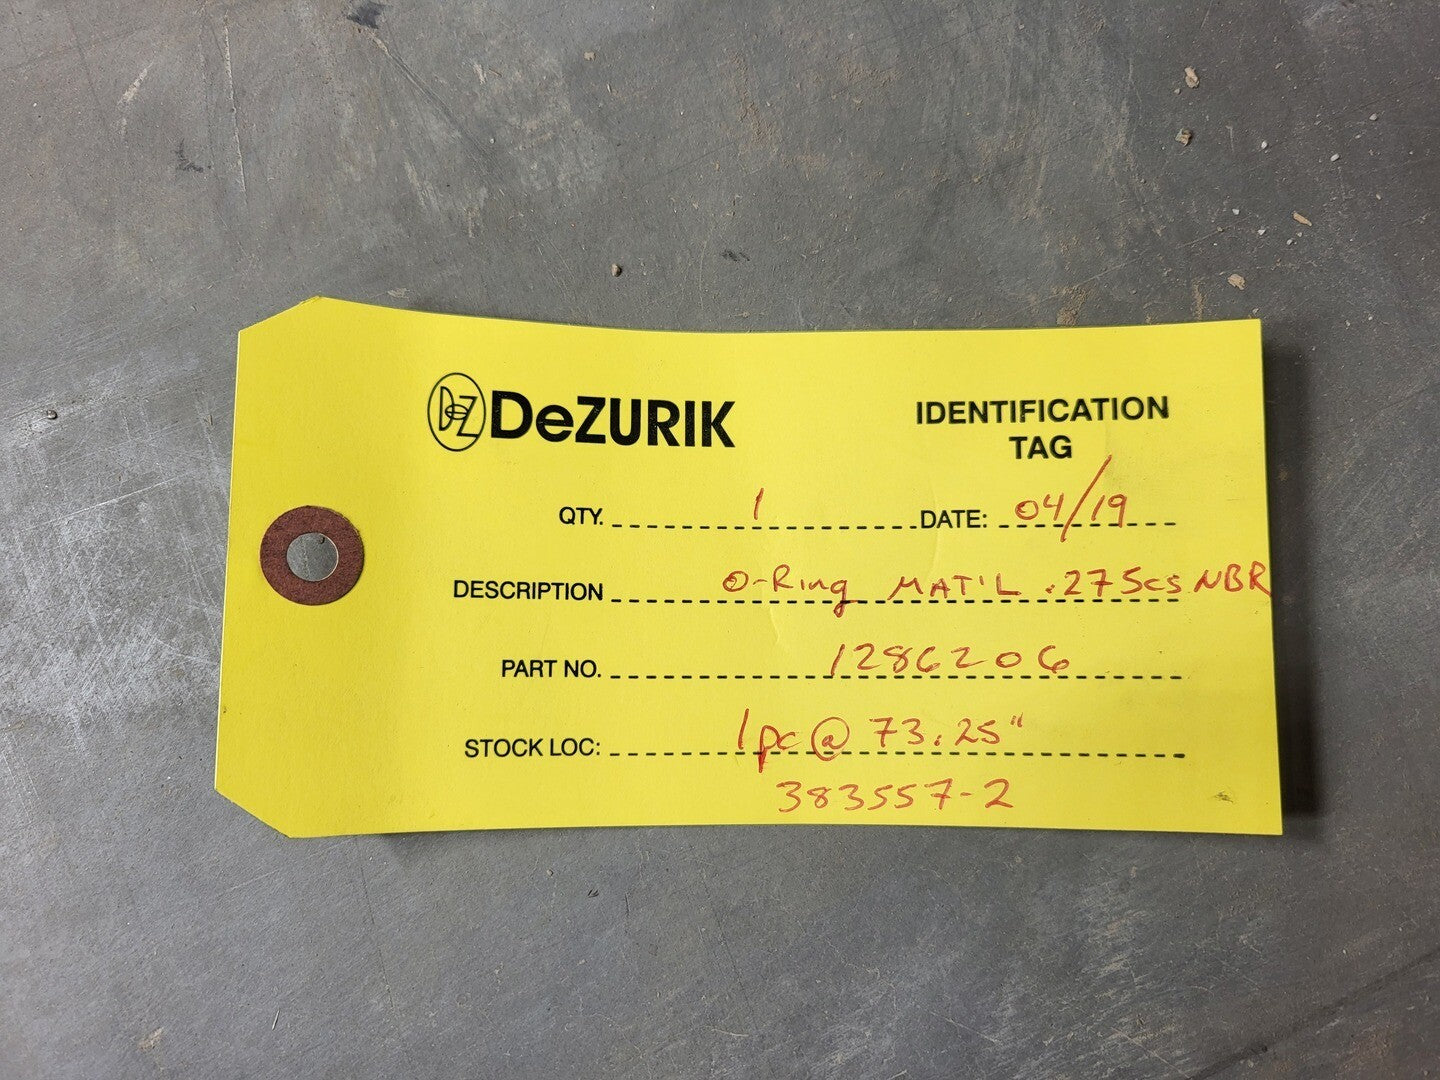 DeZ DeZURIK
IDENTIFICATION
TAG
QTY. 1 DATE: 04/19
DESCRIPTION O-Ring MAT'L .275cs NBR
PART NO. 1286206
STOCK LOC: 1pc @ 73.25"
383557-2